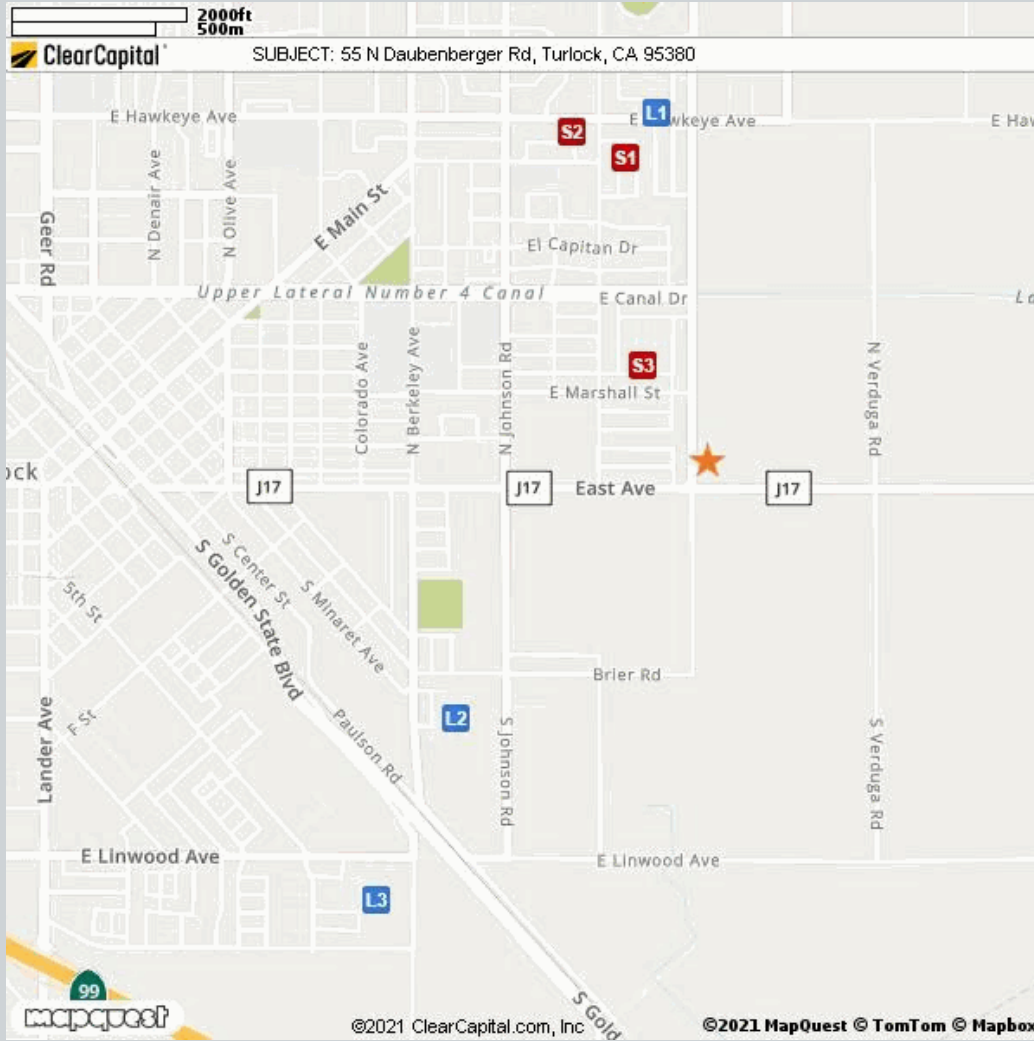 2000ft
500m
ClearCapital
SUBJECT: 55 N Daubenberger Rd, Turlock, CA 95380
L1
E Hawkeye Ave
E wkeye Ave
E Haw
S2
S1
N Denair Ave
N Olive Ave
E Main St
Geer Rd
El Capitan Dr
Upper Lateral Number 4 Canal
E Canal Dr
La
Colorado Ave
N Berkeley Ave
N Johnson Rd
S3
E Marshall St
N Verduga Rd
ock
J17
J17
East Ave
J17
S Center St
S Golden State Blvd
S Minaret Ave
5th St
Brier Rd
Lander Ave
F St
L2
Paulson Rd
S Johnson Rd
S Verduga Rd
E Linwood Ave
E Linwood Ave
L3
99
mapquest
S Gold
©2021 ClearCapital.com, Inc
©2021 MapQuest © TomTom © Mapbox